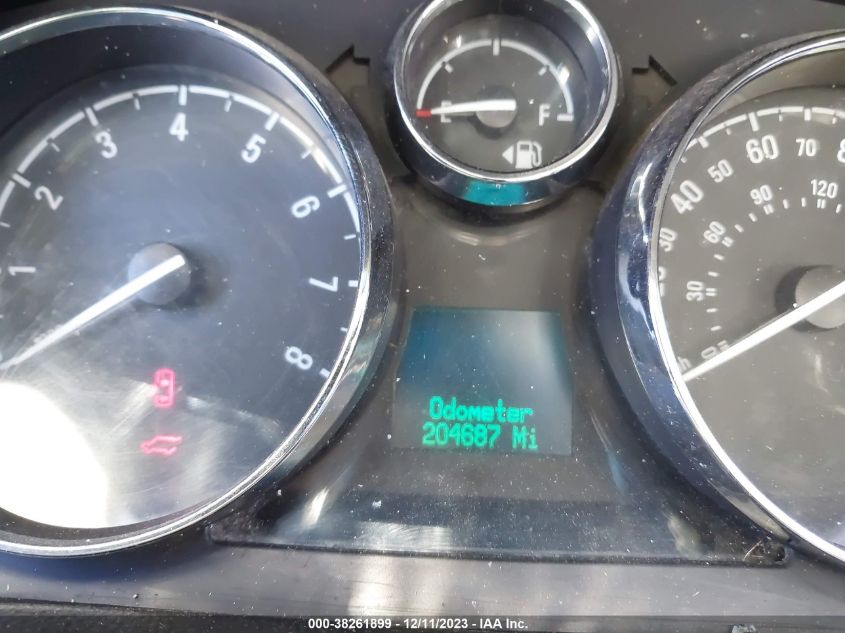 1 2 3 4 5 6 7 8
E F
30 40 50 60 70
30 60 90 120
Odometer
204687 Mi
000-38261899 - 12/11/2023 - IAA Inc.